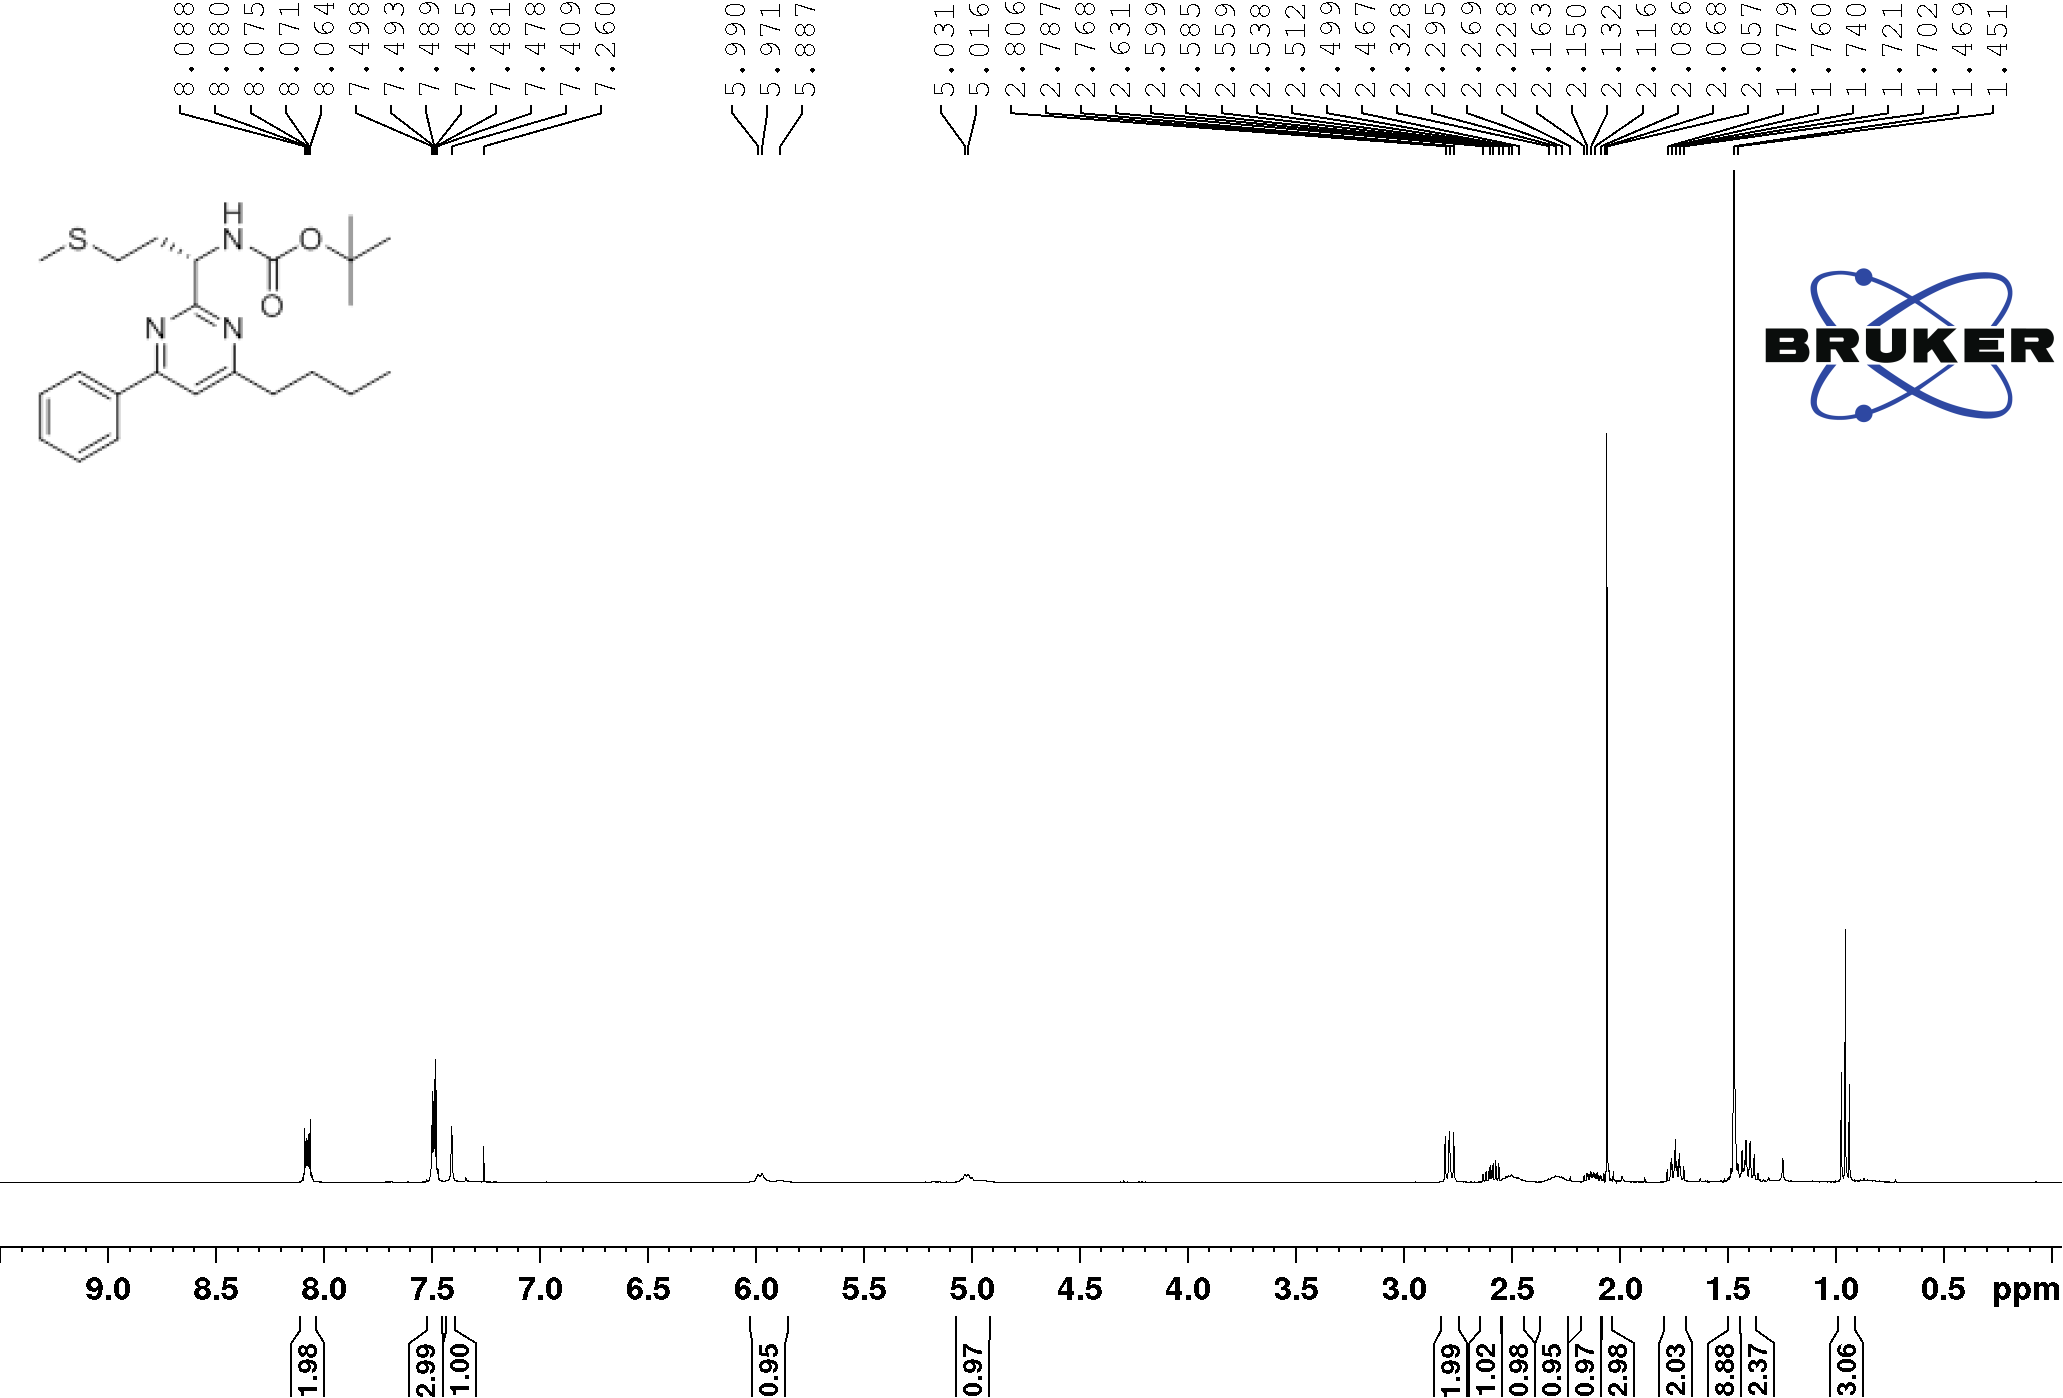 8.088 8.080 8.075 8.071 8.064 7.498 7.493 7.489 7.485 7.481 7.478 7.409 7.260 5.990 5.971 5.887 5.031 5.016 2.806 2.787 2.768 2.631 2.599 2.585 2.559 2.538 2.512 2.499 2.467 2.328 2.295 2.269 2.228 2.163 2.150 2.132 2.116 2.086 2.068 2.057 1.779 1.760 1.740 1.721 1.702 1.469 1.451
H
S N O
O
N N
BRUKER
9.0 8.5 8.0 7.5 7.0 6.5 6.0 5.5 5.0 4.5 4.0 3.5 3.0 2.5 2.0 1.5 1.0 0.5 ppm
1.98 2.99 1.00 0.95 0.97 1.99 1.02 0.98 0.95 0.97 2.98 2.03 8.88 2.37 3.06